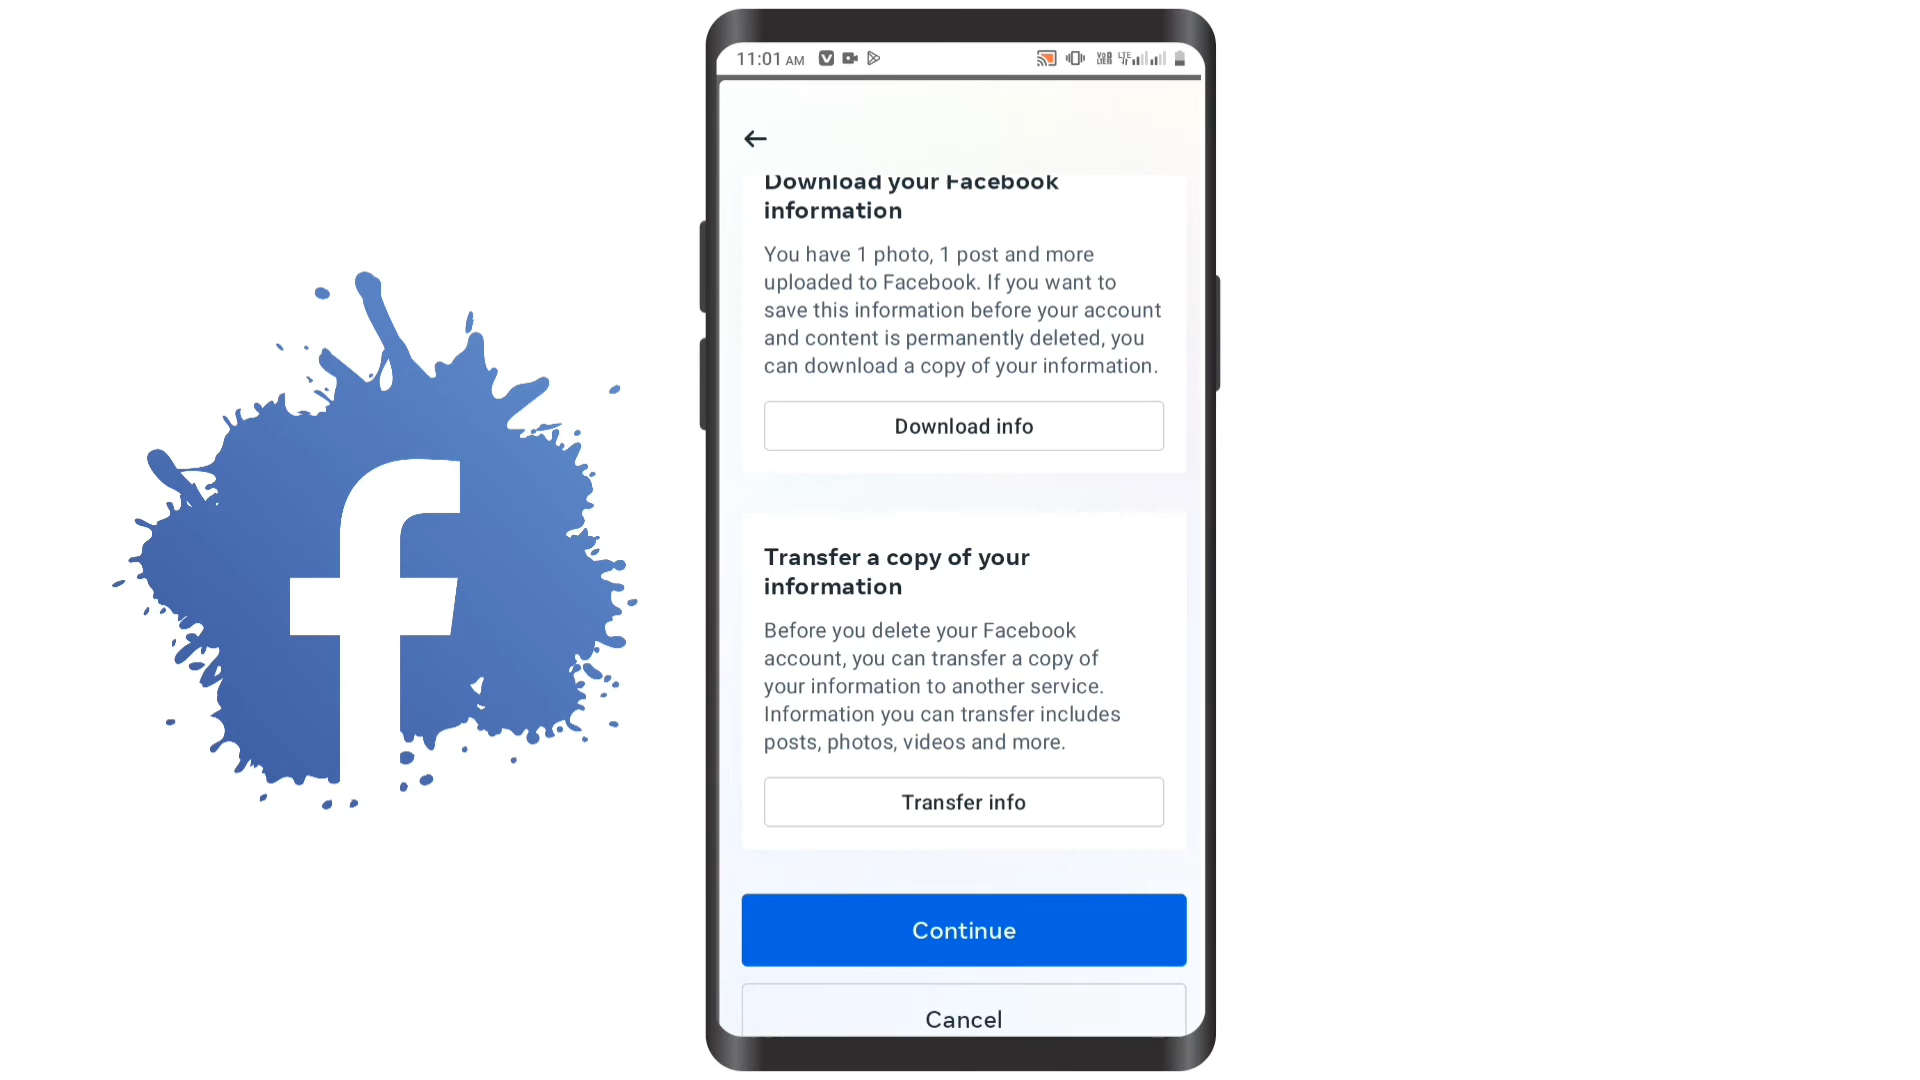 11:01 AM
Download your Facebook
information
You have 1 photo, 1 post and more
uploaded to Facebook. If you want to
save this information before your account
and content is permanently deleted, you
can download a copy of your information.
Download info
Transfer a copy of your
information
Before you delete your Facebook
account, you can transfer a copy of
your information to another service.
Information you can transfer includes
posts, photos, videos and more.
Transfer info
Continue
Cancel